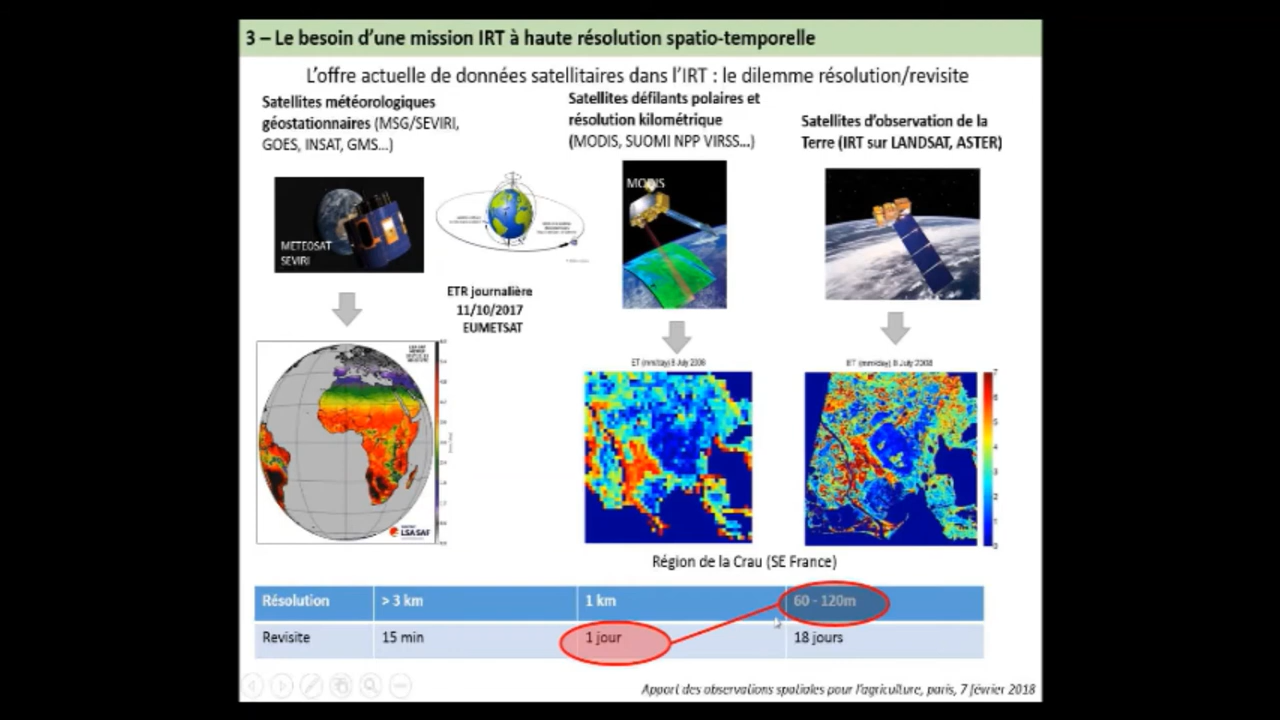 3 – Le besoin d'une mission IRT à haute résolution spatio-temporelle
L'offre actuelle de données satellitaires dans l'IRT : le dilemme résolution/revisite
Satellites météorologiques
géostationnaires (MSG/SEVIRI,
GOES, INSAT, GMS...)
Satellites défilants polaires et
résolution kilométrique
(MODIS, SUOMI NPP VIRSS...)
Satellites d'observation de la
Terre (IRT sur LANDSAT, ASTER)
METEOSAT
SEVIRI
MODIS
ETR journalière
11/10/2017
EUMETSAT
LSA SAF
ET (mm/day) 8 July 2008
(mm/day) 8 July 2008
Région de la Crau (SE France)
Résolution > 3 km 1 km 60 - 120m
Revisite 15 min 1 jour 18 jours
Apport des observations spatiales pour l'agriculture, paris, 7 février 2018